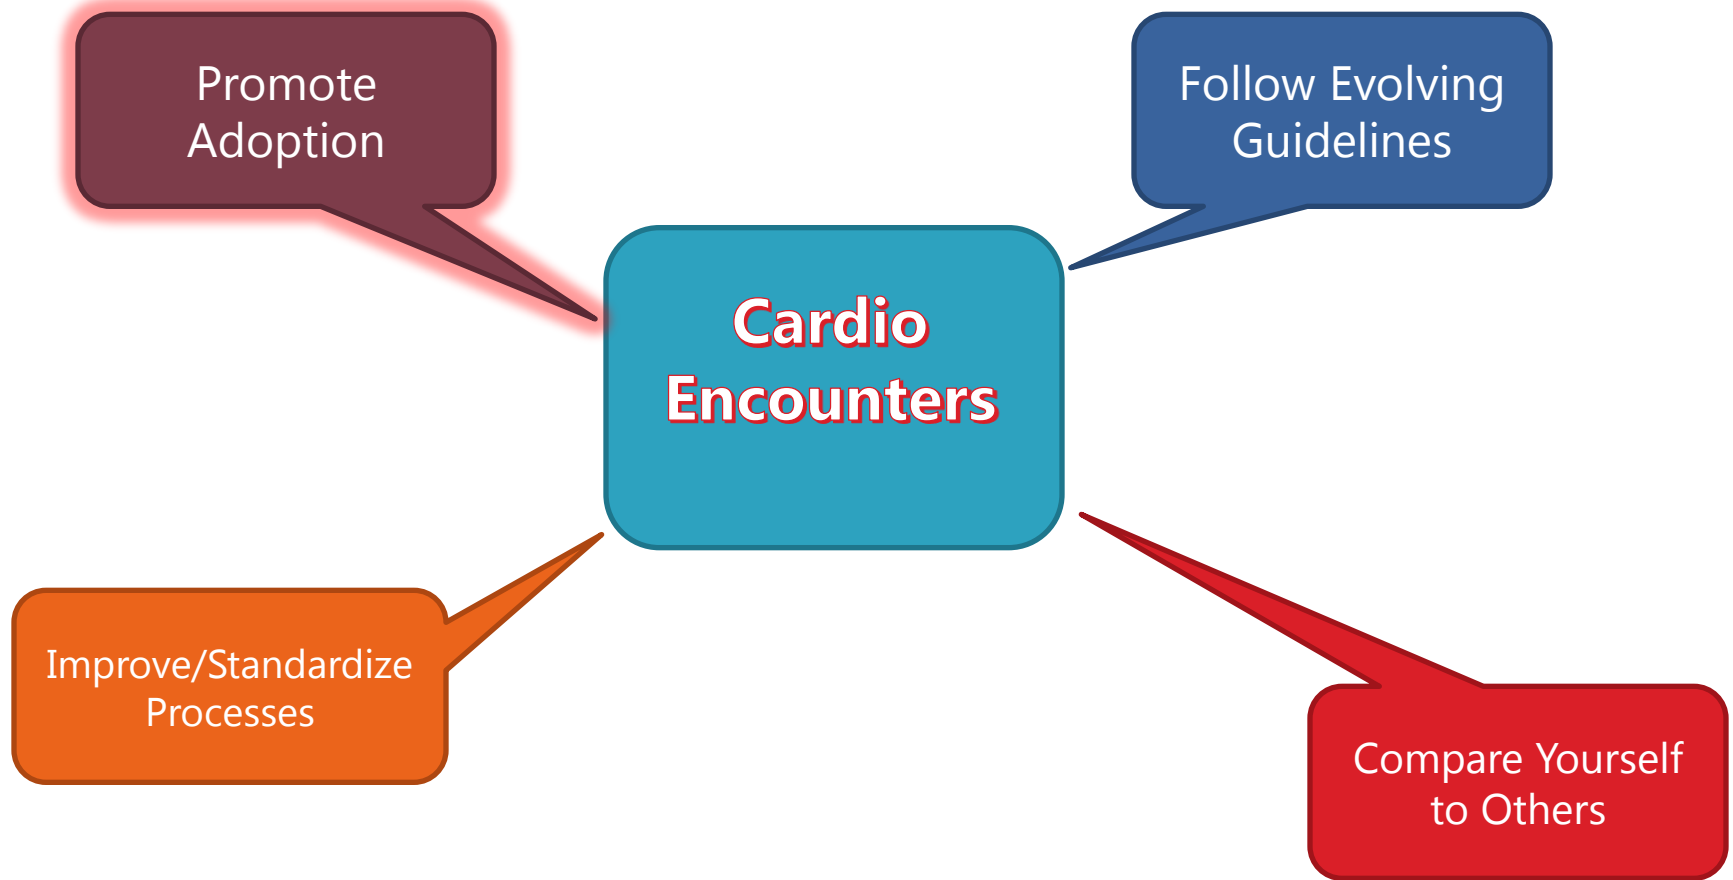 Promote
Adoption
Follow Evolving
Guidelines
Cardio
Encounters
Improve/Standardize
Processes
Compare Yourself
to Others